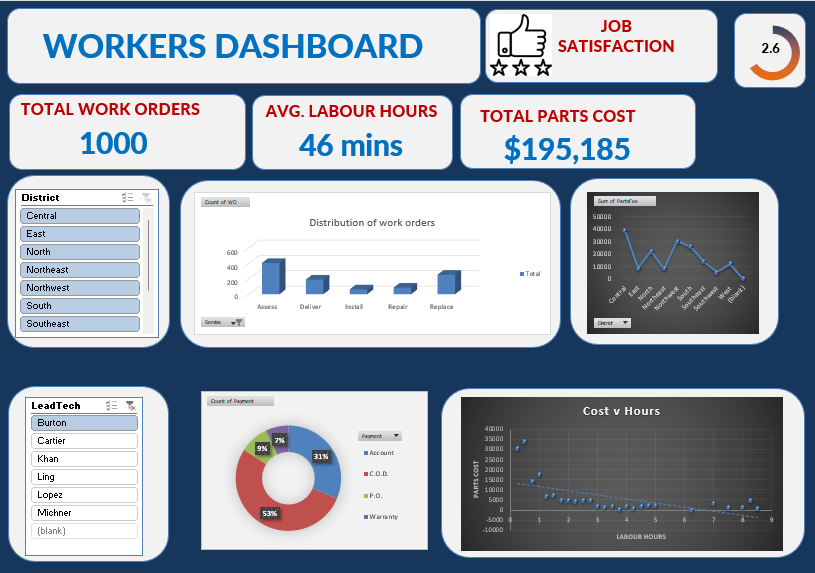 WORKERS DASHBOARD
JOB
SATISFACTION
2.6
TOTAL WORK ORDERS
1000
AVG. LABOUR HOURS
46 mins
TOTAL PARTS COST
$195,185
District
Central
East
North
Northeast
Northwest
South
Southeast
Count of WO
Distribution of work orders
600
400
200
0
Assess Deliver Install Repair Replace
Total
Service
Sum of PartsFee
50000
40000
30000
20000
10000
0
Central East North Northeast Northwest South Southeast Southwest West (blank)
District
LeadTech
Burton
Cartier
Khan
Ling
Lopez
Michner
(blank)
Count of Payment
7%
9%
31%
53%
Payment
Account
C.O.D.
P.O.
Warranty
Cost v Hours
PARTS COST
40000
35000
30000
25000
20000
15000
10000
5000
0
-5000
-10000
0 1 2 3 4 5 6 7 8 9
LABOUR HOURS